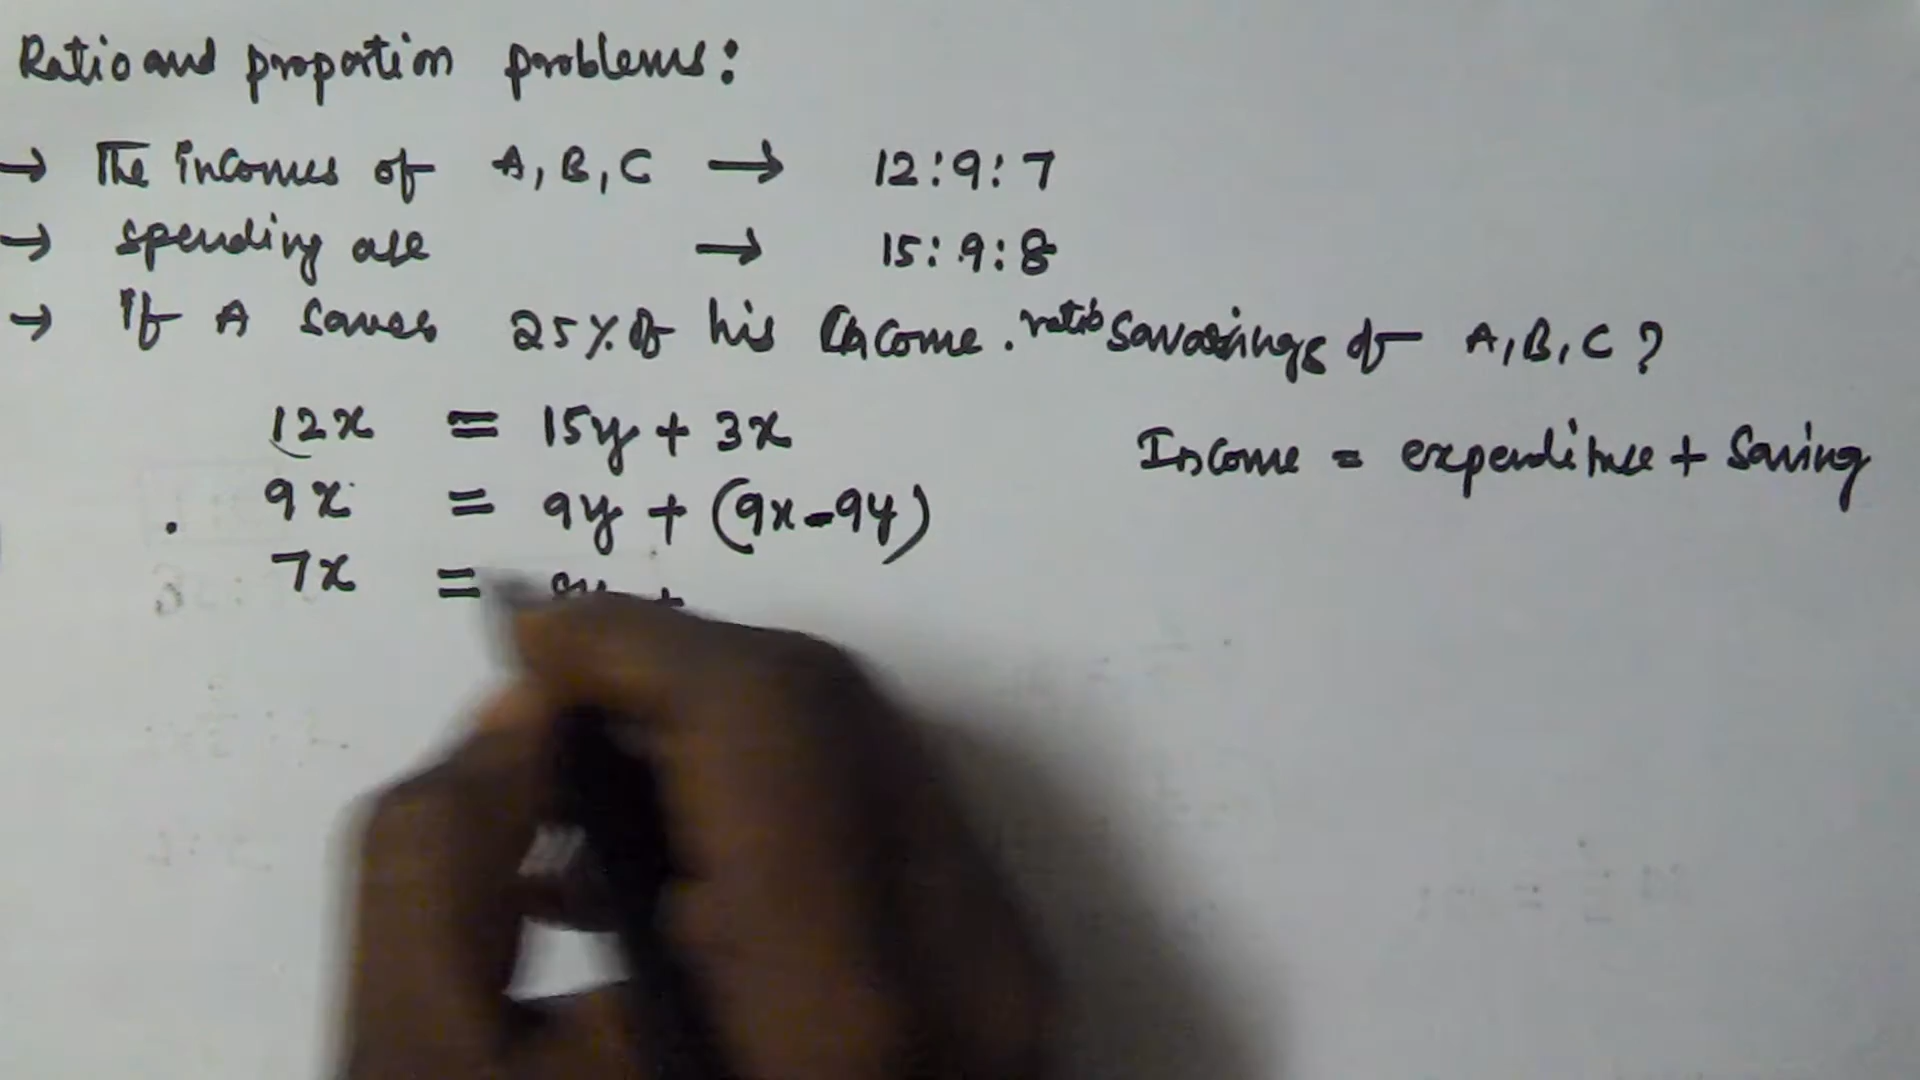 Ratio and proportion problems:
→ The incomes of A, B, C → 12:9:7
→ spending are → 15:9:8
→ If A saves 25% of his income. ratio savings of A, B, C?
12x = 15y + 3x
Income = expenditure + Saving
9x = 9y + (9x-9y)
7x = 8y +